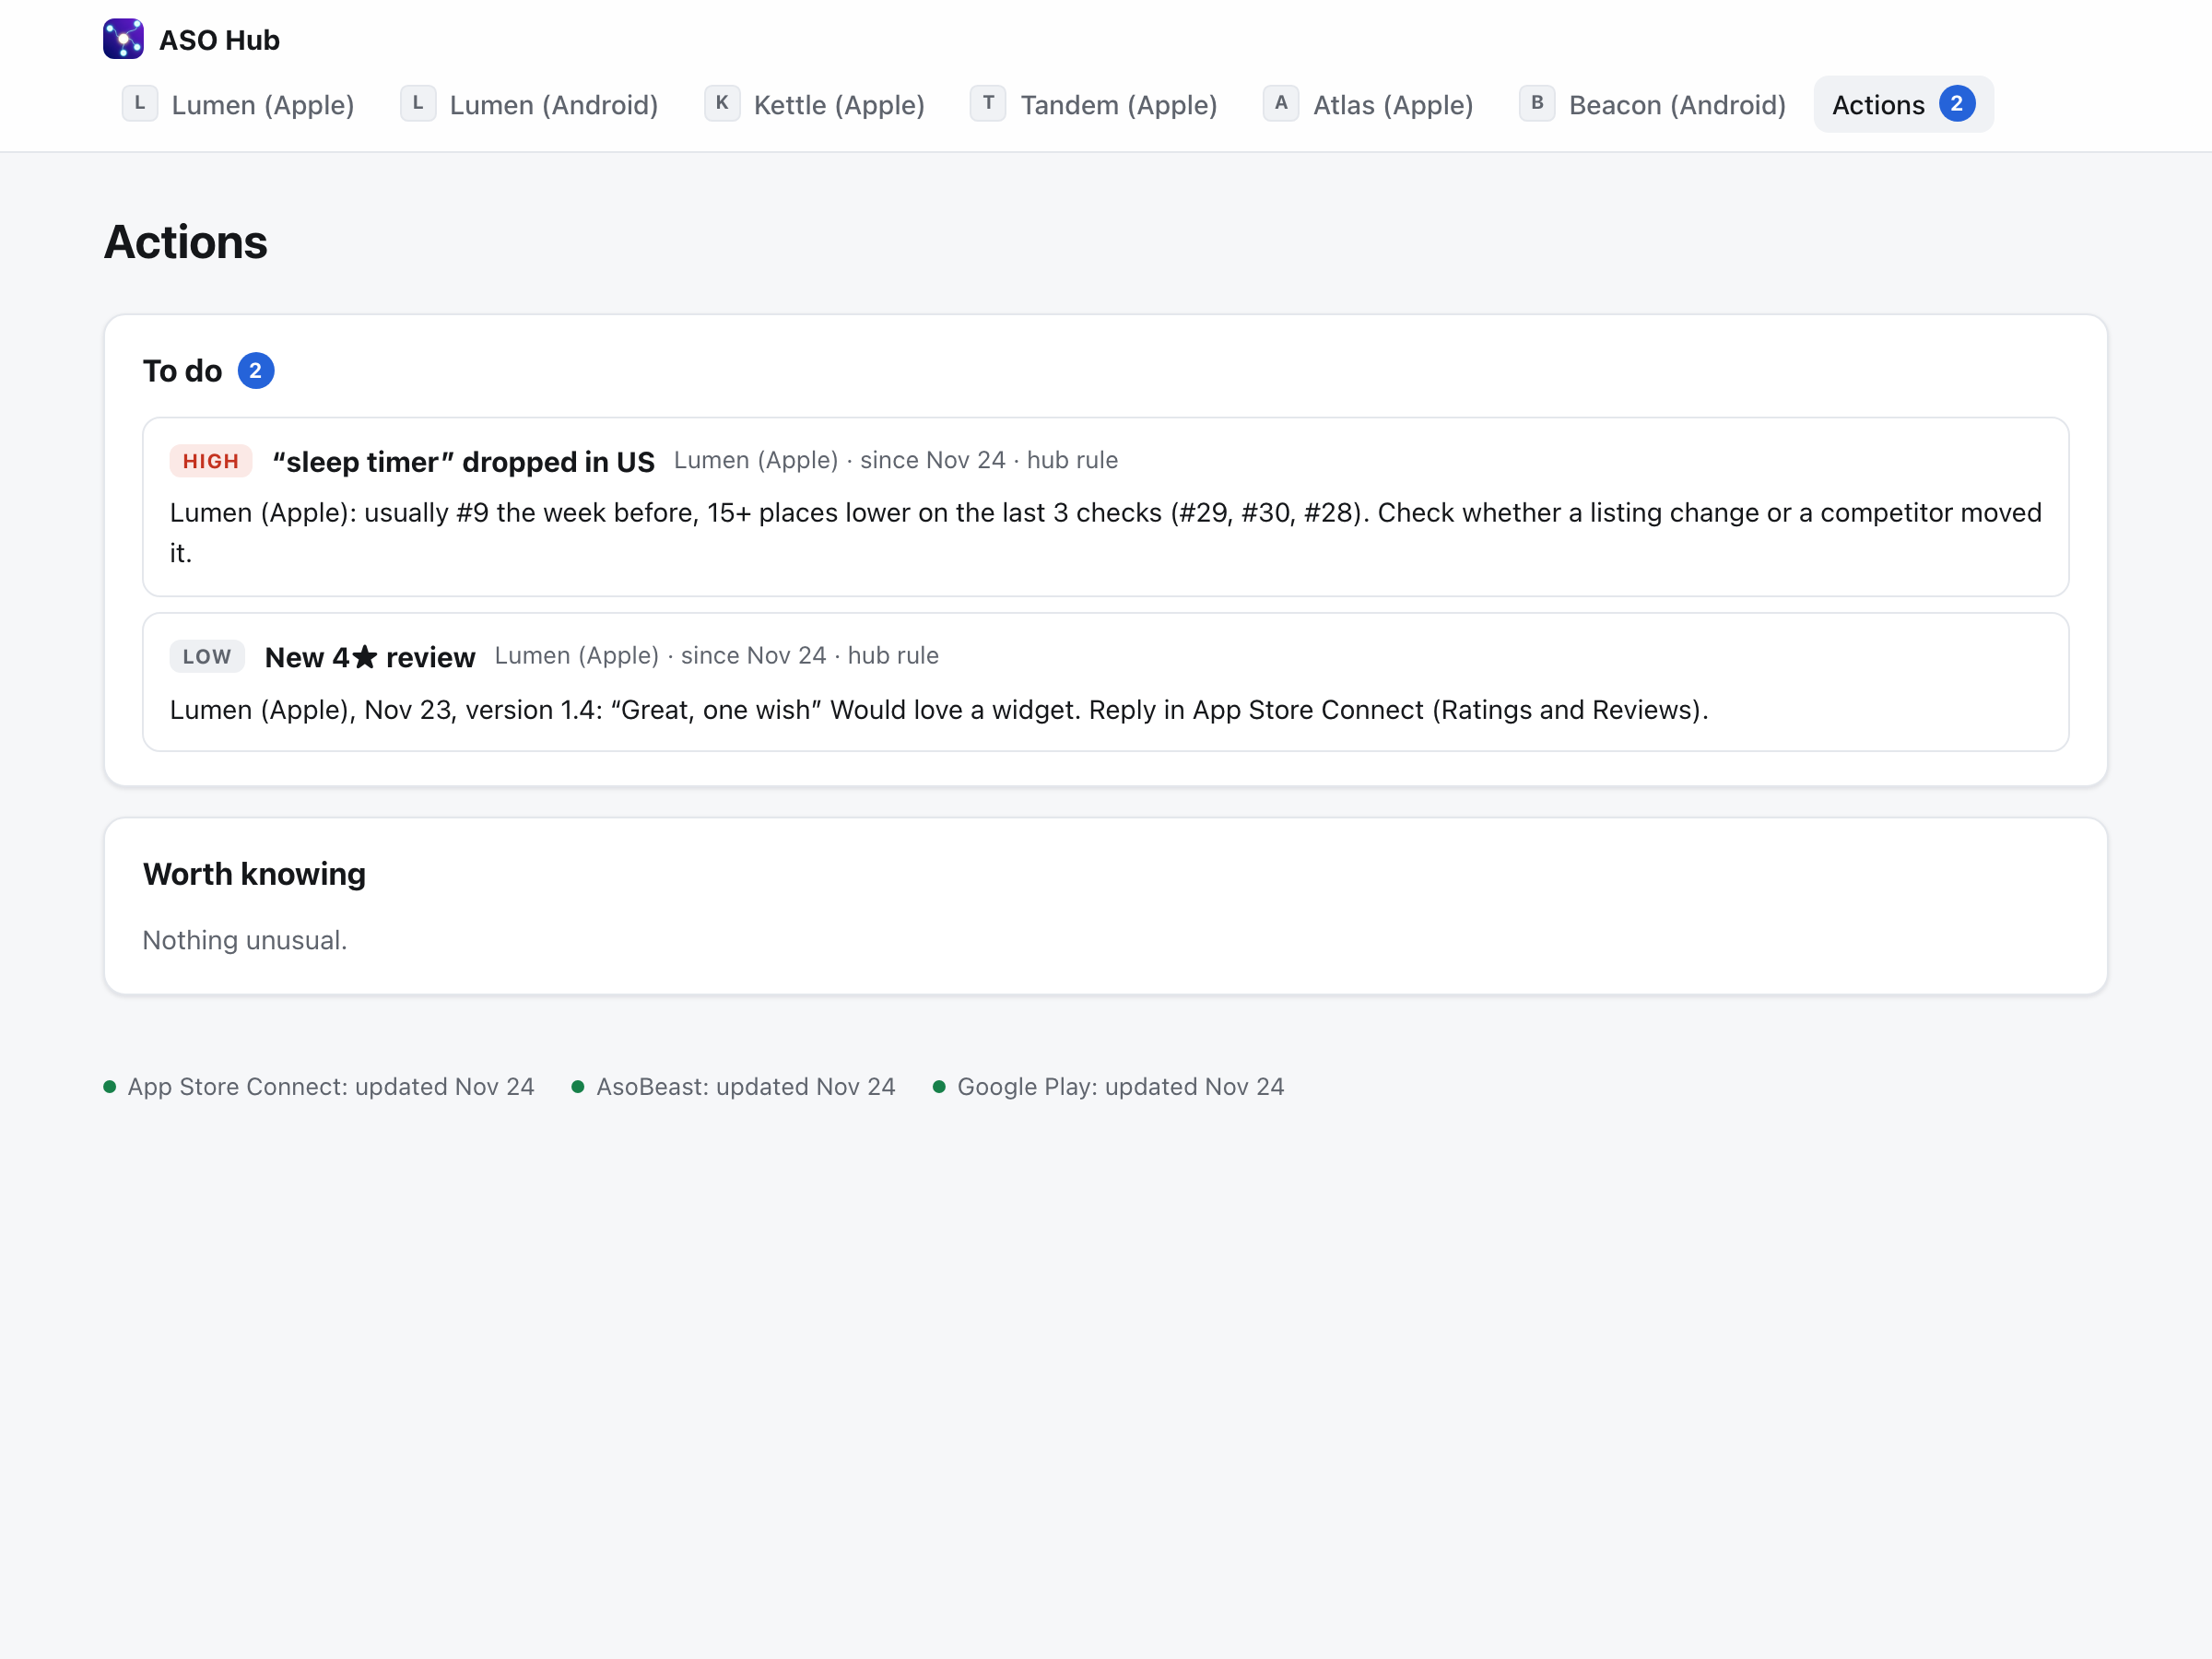 ASO Hub
L Lumen (Apple) L Lumen (Android) K Kettle (Apple) T Tandem (Apple) A Atlas (Apple) B Beacon (Android) Actions 2
Actions
To do 2
HIGH “sleep timer” dropped in US Lumen (Apple) · since Nov 24 · hub rule
Lumen (Apple): usually #9 the week before, 15+ places lower on the last 3 checks (#29, #30, #28). Check whether a listing change or a competitor moved
it.
LOW New 4★ review Lumen (Apple) · since Nov 24 · hub rule
Lumen (Apple), Nov 23, version 1.4: “Great, one wish” Would love a widget. Reply in App Store Connect (Ratings and Reviews).
Worth knowing
Nothing unusual.
App Store Connect: updated Nov 24 AsoBeast: updated Nov 24 Google Play: updated Nov 24